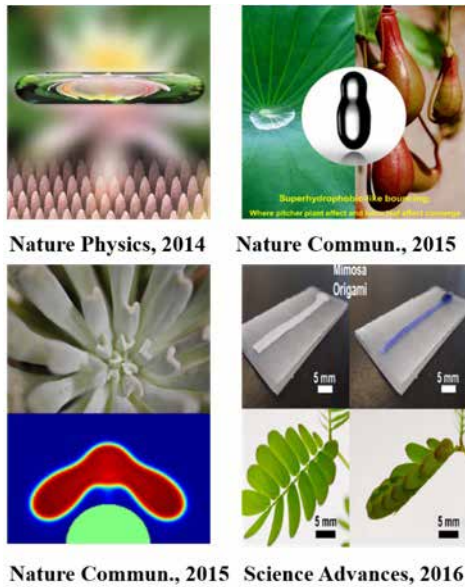 Superhydrophobic-like bouncing:
Where pitcher plant effect and lotus leaf effect converge
Nature Physics, 2014
Nature Commun., 2015
Mimosa
Origami
5 mm
5 mm
5 mm
5 mm
Nature Commun., 2015
Science Advances, 2016